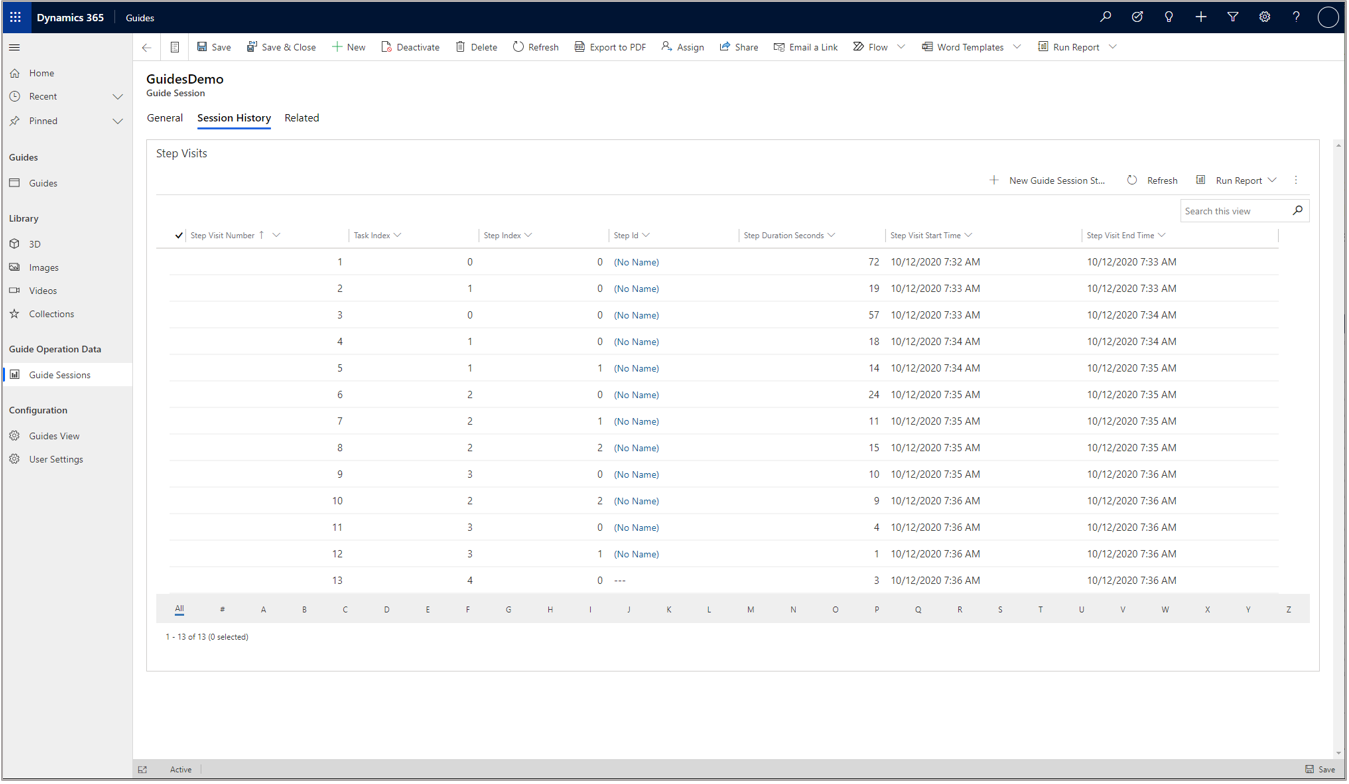 Dynamics 365 Guides
Save Save & Close New Deactivate Delete Refresh Export to PDF Assign Share Email a Link Flow Word Templates Run Report
Home
Recent
Pinned
Guides
Guides
Library
3D
Images
Videos
Collections
Guide Operation Data
Guide Sessions
Configuration
Guides View
User Settings
GuidesDemo
Guide Session
General Session History Related
Step Visits
New Guide Session St... Refresh Run Report
Search this view
Step Visit Number ↑ Task Index Step Index Step Id Step Duration Seconds Step Visit Start Time Step Visit End Time
1 0 0 (No Name) 72 10/12/2020 7:32 AM 10/12/2020 7:33 AM
2 1 0 (No Name) 19 10/12/2020 7:33 AM 10/12/2020 7:33 AM
3 0 0 (No Name) 57 10/12/2020 7:33 AM 10/12/2020 7:34 AM
4 1 0 (No Name) 18 10/12/2020 7:34 AM 10/12/2020 7:34 AM
5 1 1 (No Name) 14 10/12/2020 7:34 AM 10/12/2020 7:35 AM
6 2 0 (No Name) 24 10/12/2020 7:35 AM 10/12/2020 7:35 AM
7 2 1 (No Name) 11 10/12/2020 7:35 AM 10/12/2020 7:35 AM
8 2 2 (No Name) 15 10/12/2020 7:35 AM 10/12/2020 7:35 AM
9 3 0 (No Name) 10 10/12/2020 7:35 AM 10/12/2020 7:36 AM
10 2 2 (No Name) 9 10/12/2020 7:36 AM 10/12/2020 7:36 AM
11 3 0 (No Name) 4 10/12/2020 7:36 AM 10/12/2020 7:36 AM
12 3 1 (No Name) 1 10/12/2020 7:36 AM 10/12/2020 7:36 AM
13 4 0 --- 3 10/12/2020 7:36 AM 10/12/2020 7:36 AM
All # A B C D E F G H I J K L M N O P Q R S T U V W X Y Z
1 - 13 of 13 (0 selected)
Active Save